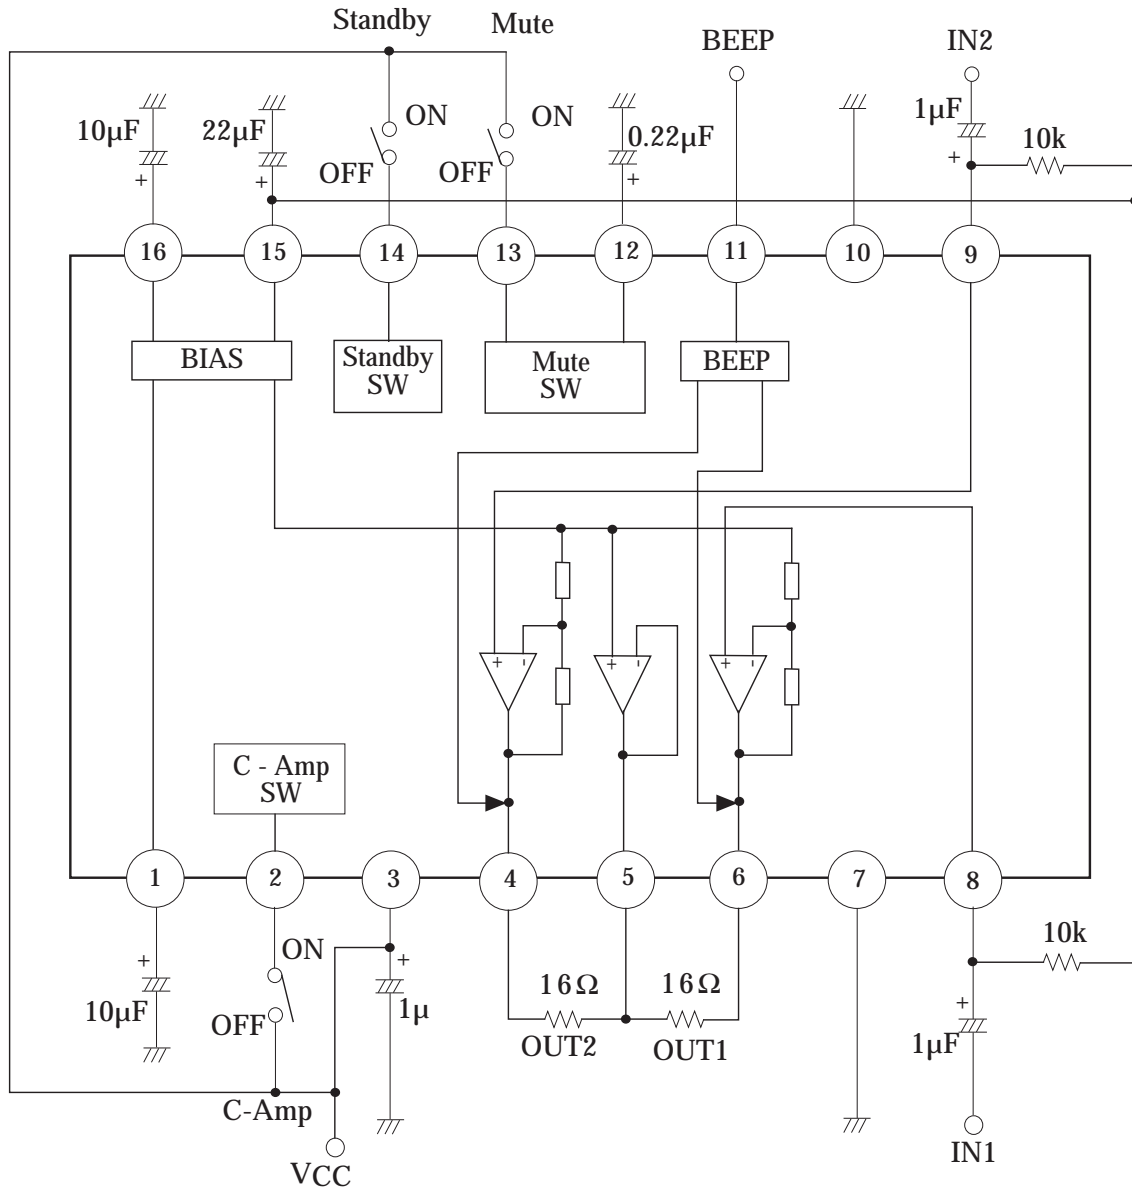 Standby
Mute
BEEP
IN2
10µF
22µF
ON
OFF
ON
OFF
0.22µF
1µF
10k
+
+
+
+
16
15
14
13
12
11
10
9
BIAS
Standby
SW
Mute
SW
BEEP
+ -
+ -
+ -
C - Amp
SW
1
2
3
4
5
6
7
8
+
10µF
ON
OFF
C-Amp
+
1µ
VCC
16Ω
OUT2
16Ω
OUT1
10k
+
1µF
IN1